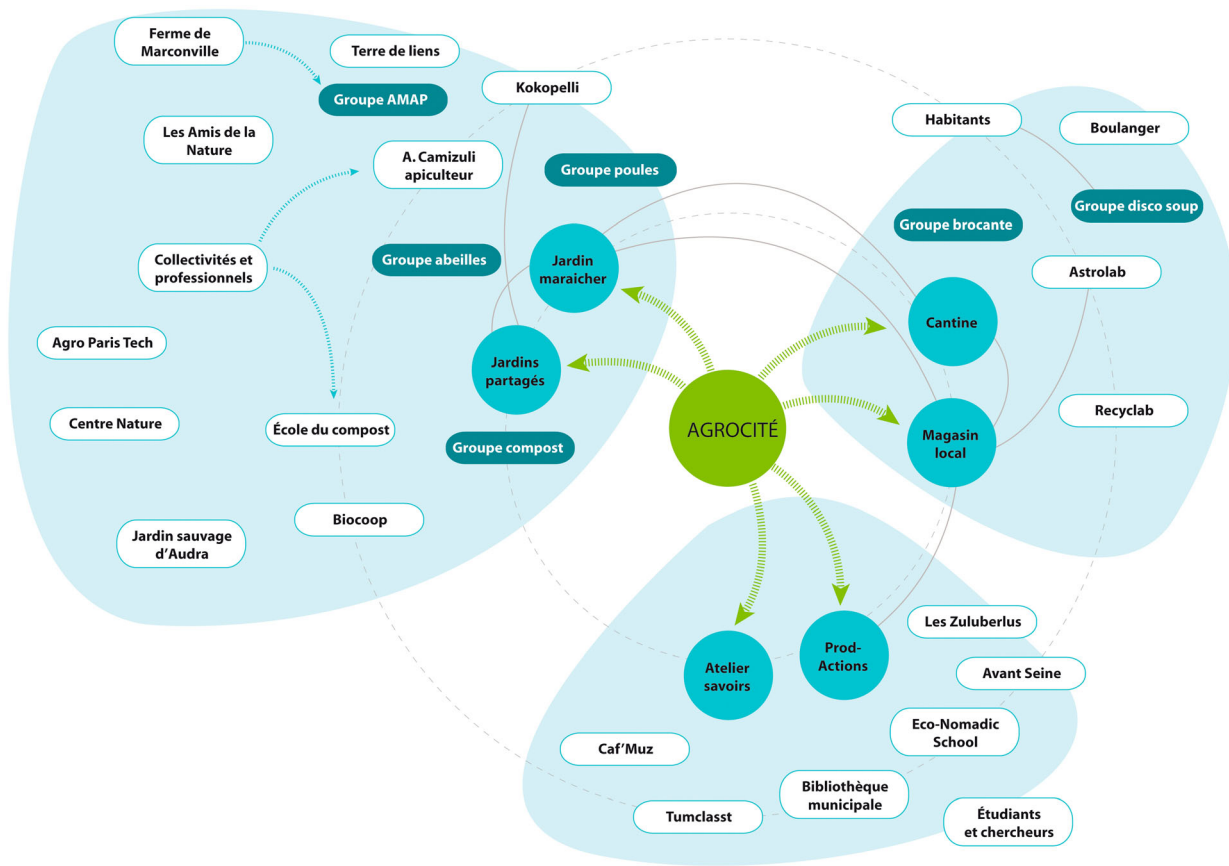 Ferme de
Marconville
Terre de liens
Groupe AMAP
Kokopelli
Les Amis de la
Nature
A. Camizuli
apiculteur
Groupe poules
Collectivités et
professionnels
Groupe abeilles
Jardin
maraicher
Agro Paris Tech
Jardins
partagés
Centre Nature
École du compost
Groupe compost
Biocoop
Jardin sauvage
d'Audra
AGROCITÉ
Habitants
Boulanger
Groupe disco soup
Groupe brocante
Astrolab
Cantine
Recyclab
Magasin
local
Les Zuluberlus
Prod-
Actions
Atelier
savoirs
Avant Seine
Eco-Nomadic
School
Caf'Muz
Bibliothèque
municipale
Tumclasst
Étudiants
et chercheurs